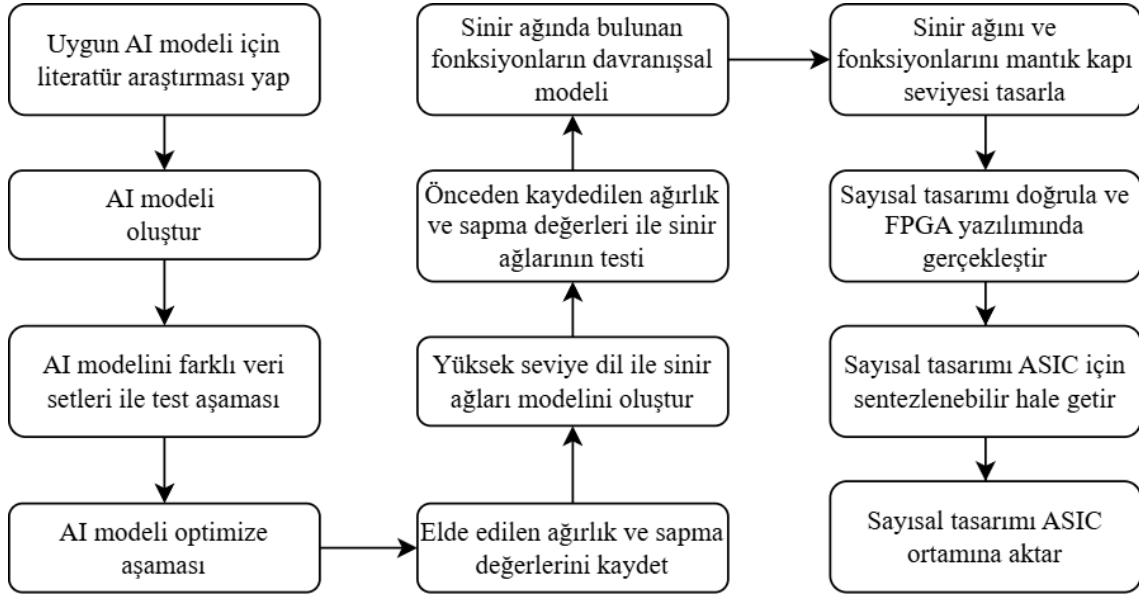 Uygun AI modeli için
literatür araştırması yap
AI modeli
oluştur
AI modelini farklı veri
setleri ile test aşaması
AI modeli optimize
aşaması
Elde edilen ağırlık ve sapma
değerlerini kaydet
Yüksek seviye dil ile sinir
ağları modelini oluştur
Önceden kaydedilen ağırlık
ve sapma değerleri ile sinir
ağlarının testi
Sinir ağında bulunan
fonksiyonların davranışsal
modeli
Sinir ağını ve
fonksiyonlarını mantık kapı
seviyesi tasarla
Sayısal tasarımı doğrula ve
FPGA yazılımında
gerçekleştir
Sayısal tasarımı ASIC için
sentezlenebilir hale getir
Sayısal tasarımı ASIC
ortamına aktar